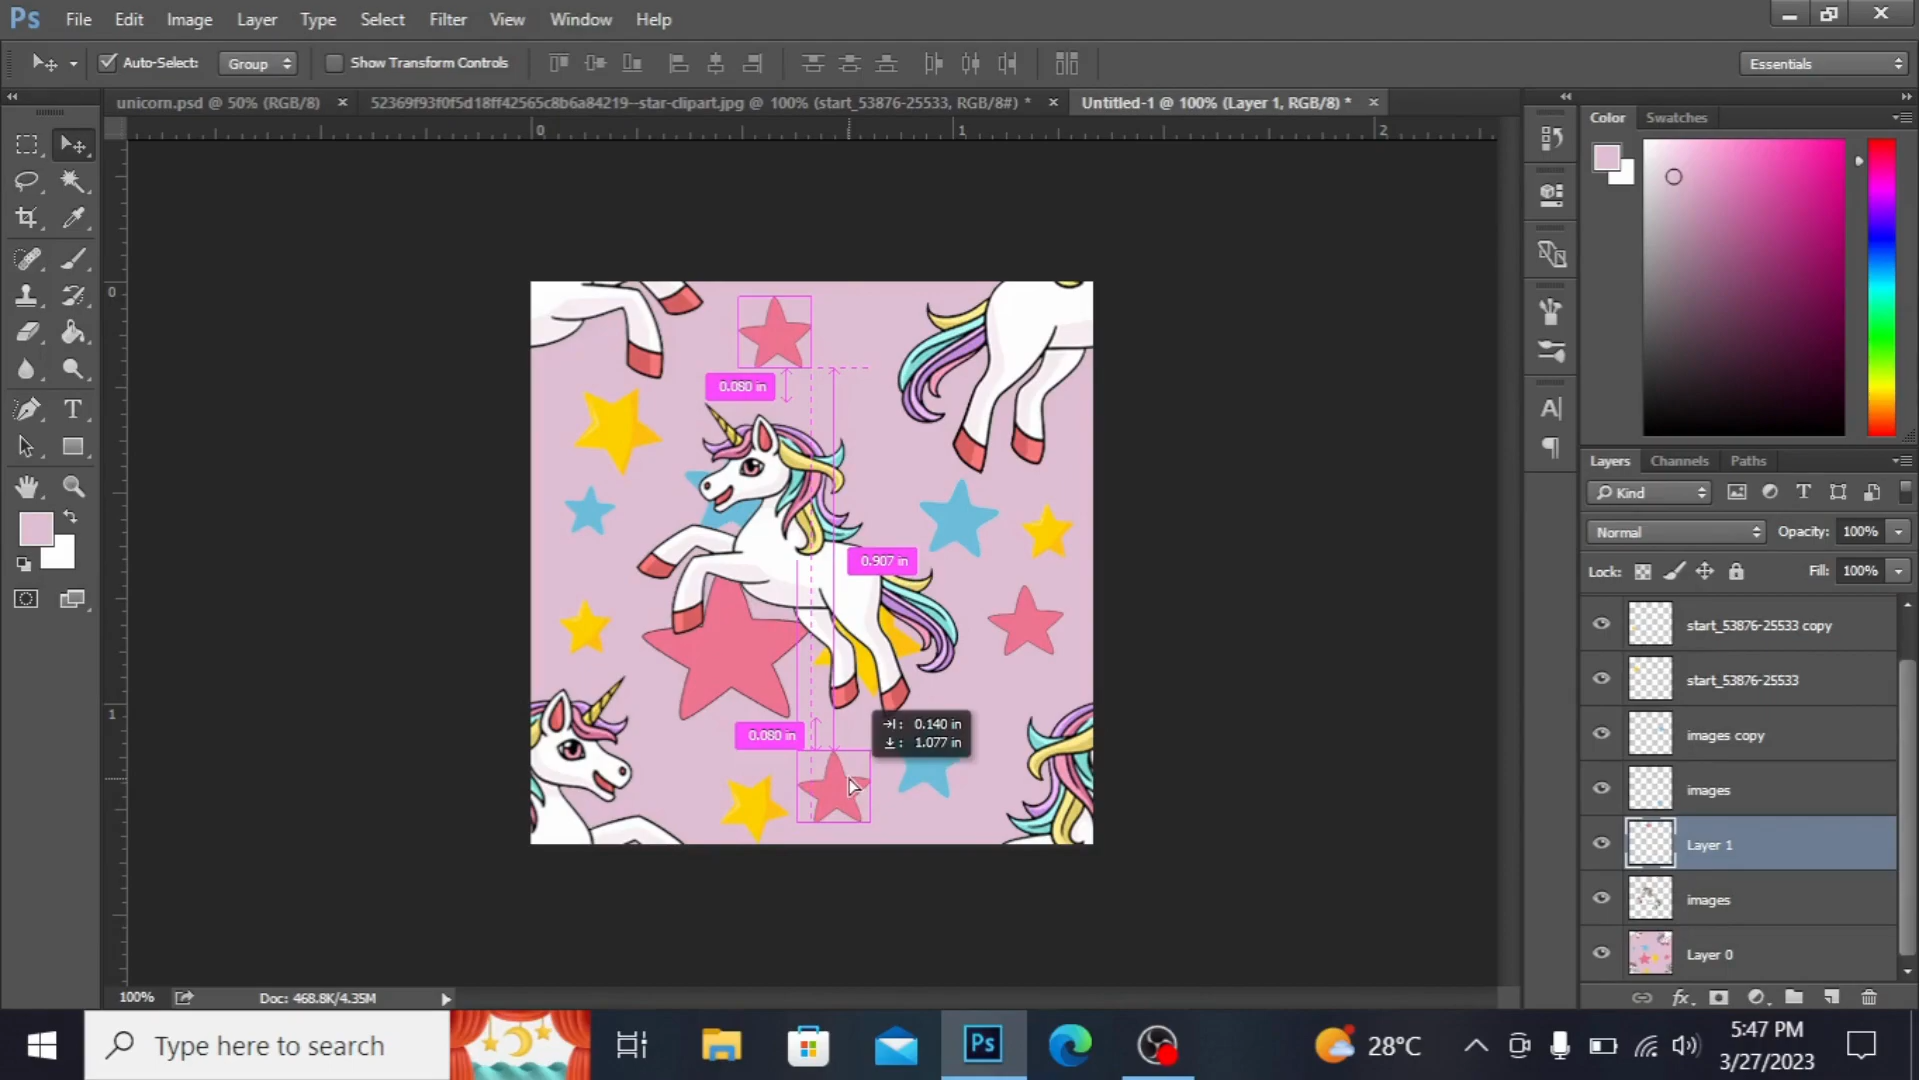 Ps File Edit Image Layer Type Select Filter View Window Help
Auto-Select: Group Show Transform Controls Essentials
unicorn.psd @ 50% (RGB/8) 52369f93f0f5d18ff42565c8b6a84219--star-clipart.jpg @ 100% (start_53876-25533, RGB/8#) * Untitled-1 @ 100% (Layer 1, RGB/8) *
Color Swatches
0 1 2
0
1
0.080 in
0.907 in
0.080 in
0.140 in
1.077 in
Layers Channels Paths
Kind
Normal Opacity: 100%
Lock: Fill: 100%
start_53876-25533 copy
start_53876-25533
images copy
images
Layer 1
images
Layer 0
100% Doc: 468.8K/4.35M
Type here to search
Ps
28°C
5:47 PM
3/27/2023